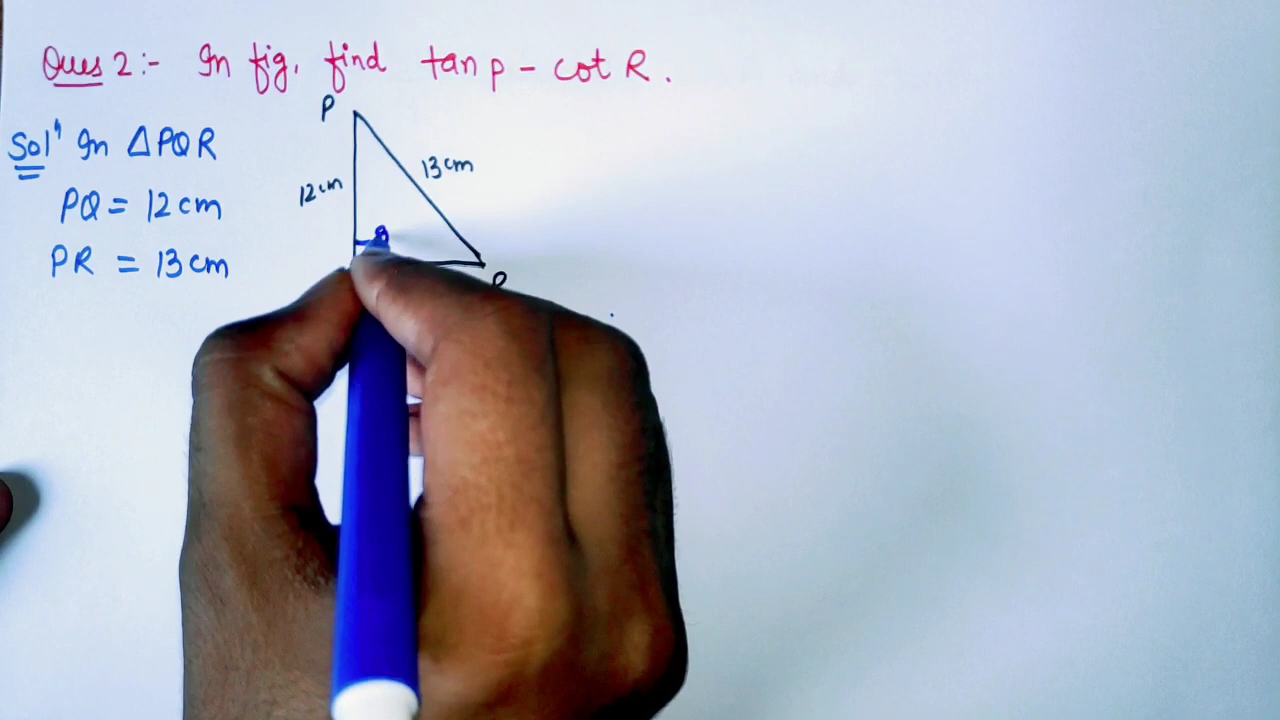 Ques 2:- In fig, find tan p - cot R.
Solⁿ In △PQR
PQ = 12 cm
PR = 13 cm
P
12 cm
13 cm